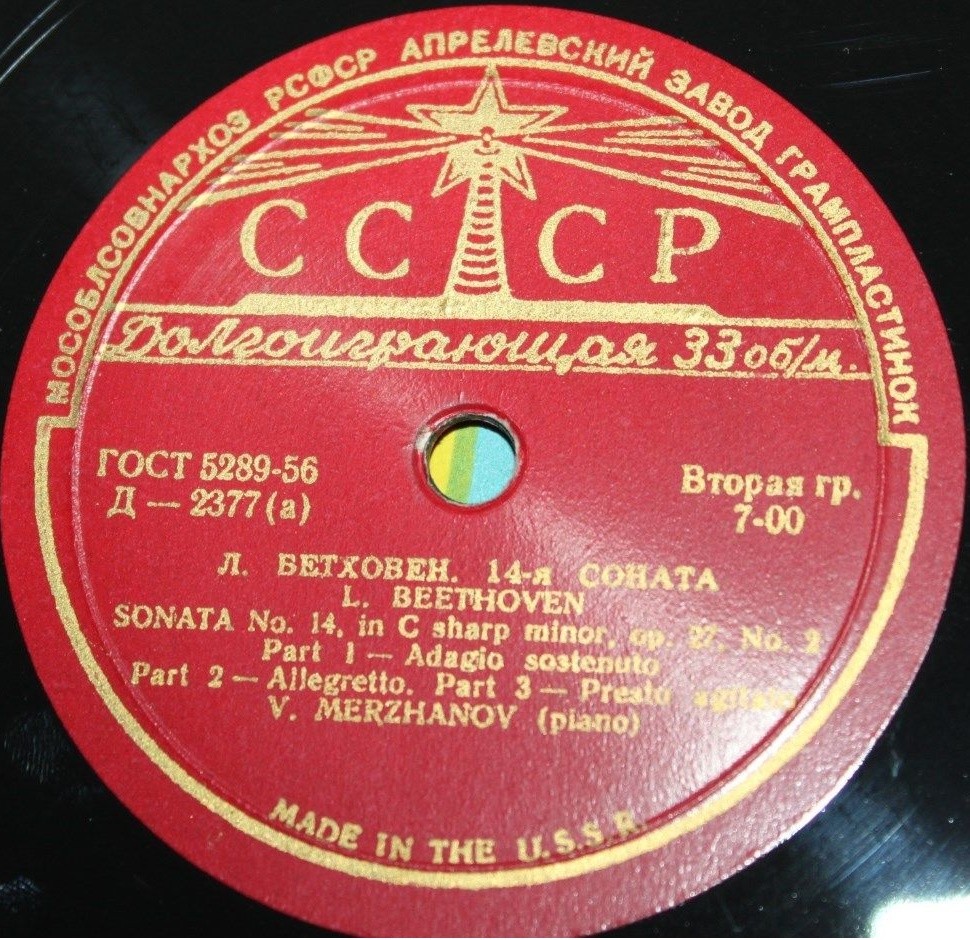 МОСОБЛСОВНАРХОЗ РСФСР АПРЕЛЕВСКИЙ ЗАВОД ГРАМПЛАСТИНОК
СССР
Долгоиграющая 33 об/м.
ГОСТ 5289-56
Д — 2377 (а)
Вторая гр.
7-00
Л. БЕТХОВЕН. 14-я СОНАТА
L. BEETHOVEN
SONATA No. 14, in C sharp minor, op. 27, No. 2
Part 1 — Adagio sostenuto
Part 2 — Allegretto. Part 3 — Presto agitato
V. MERZHANOV (piano)
MADE IN THE U.S.S.R.